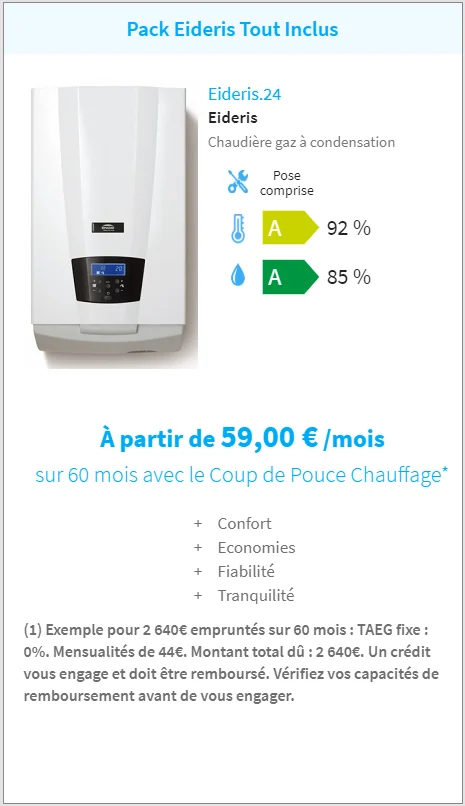 Pack Eideris Tout Inclus
Eideris.24
Eideris
Chaudière gaz à condensation
Pose
comprise
A 92 %
A 85 %
À partir de 59,00 € /mois
sur 60 mois avec le Coup de Pouce Chauffage*
+ Confort
+ Economies
+ Fiabilité
+ Tranquilité
(1) Exemple pour 2 640€ empruntés sur 60 mois : TAEG fixe :
0%. Mensualités de 44€. Montant total dû : 2 640€. Un crédit
vous engage et doit être remboursé. Vérifiez vos capacités de
remboursement avant de vous engager.